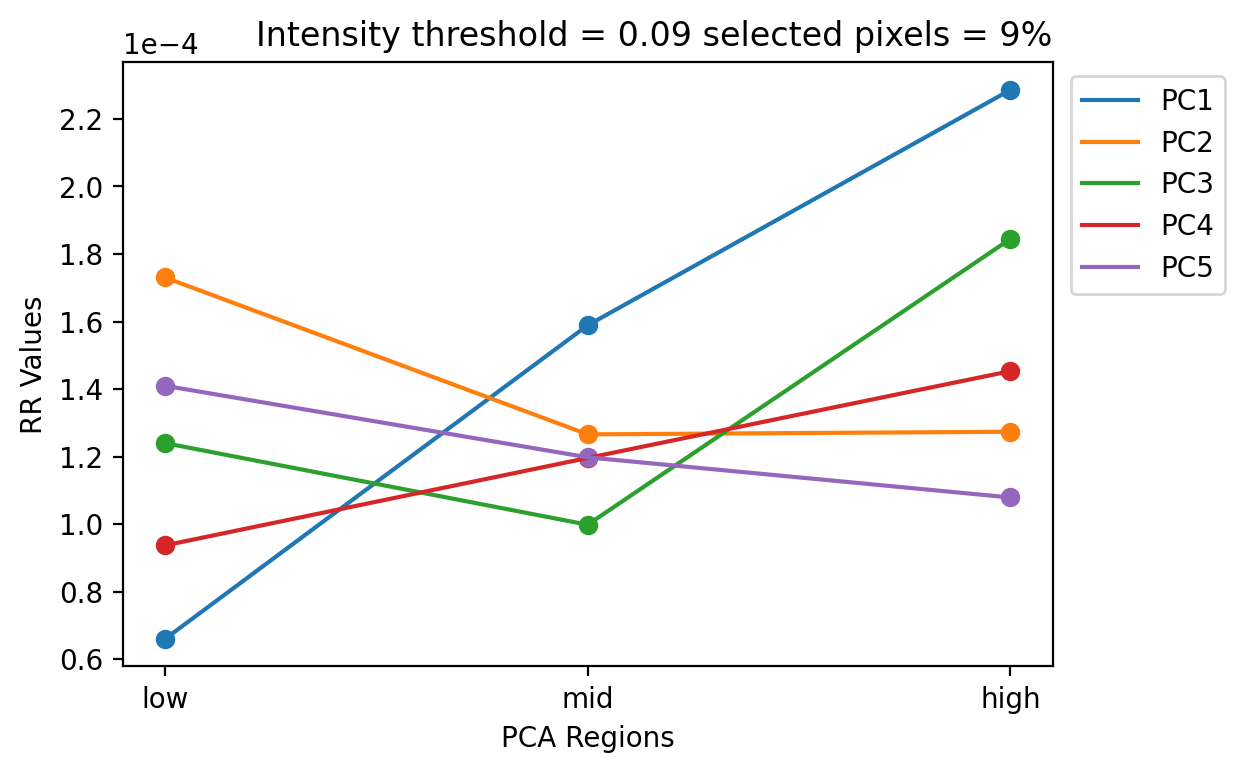 Intensity threshold = 0.09 selected pixels = 9%
1e−4
2.2
2.0
1.8
1.6
1.4
1.2
1.0
0.8
0.6
RR Values
low
mid
high
PCA Regions
PC1
PC2
PC3
PC4
PC5